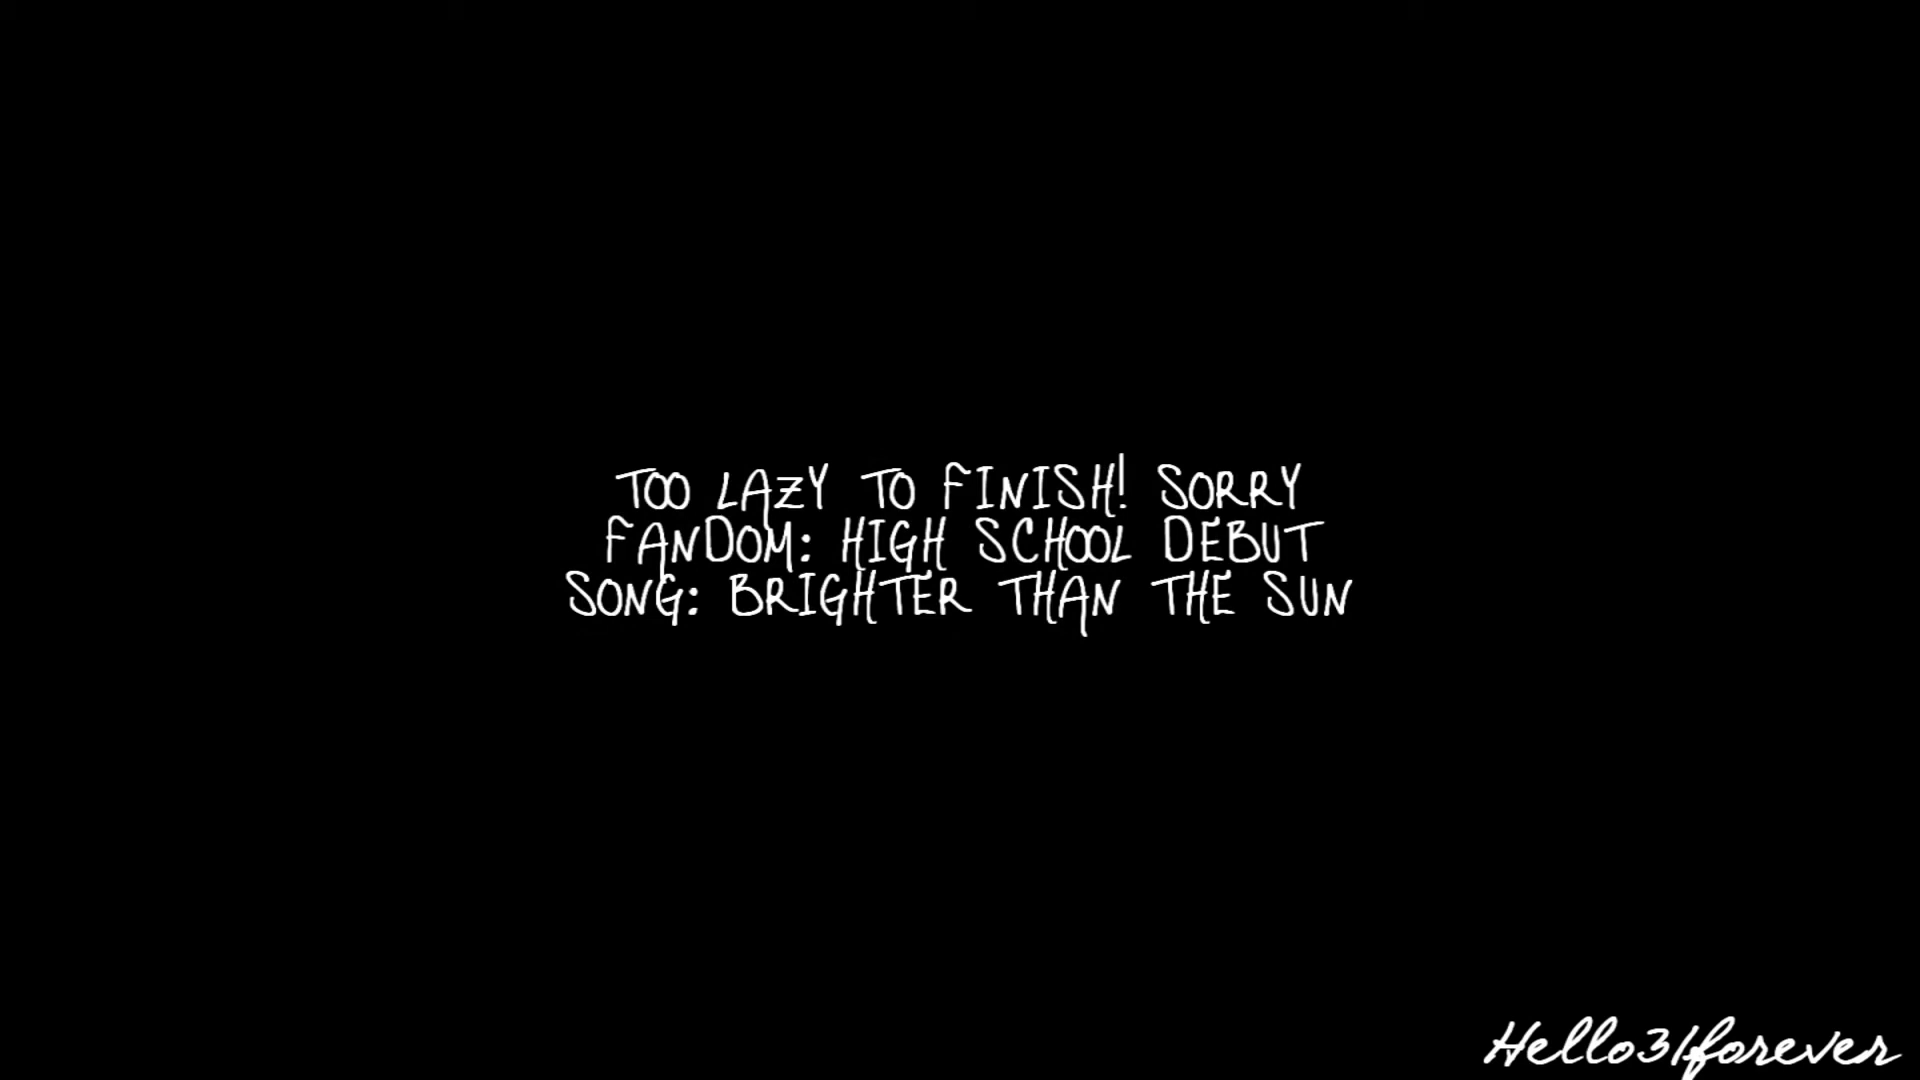 TOO LAZY TO FINISH! SORRY
FANDOM: HIGH SCHOOL DEBUT
SONG: BRIGHTER THAN THE SUN
Hello31forever